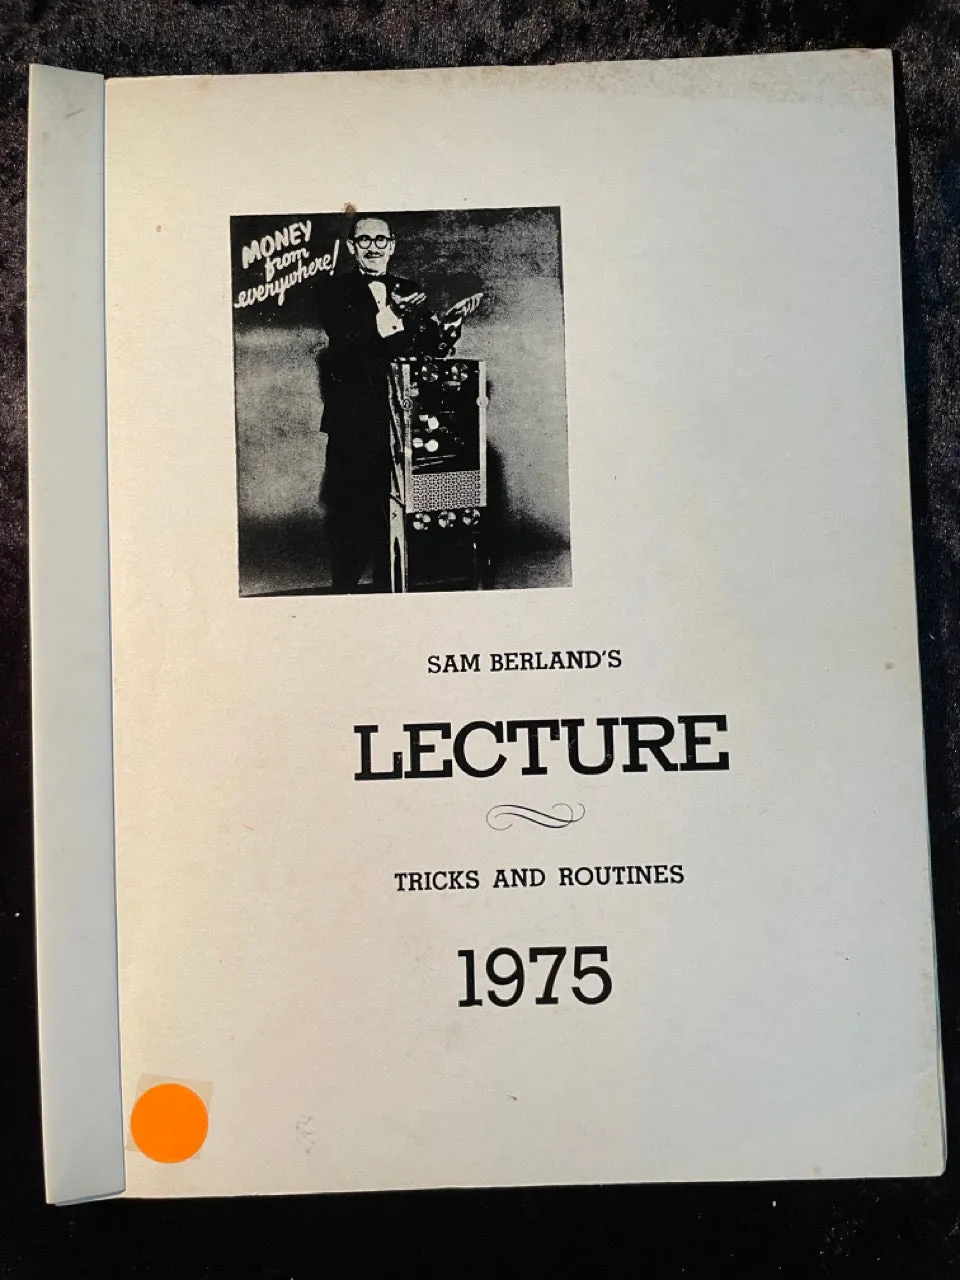 MONEY
from
everywhere!
SAM BERLAND'S
LECTURE
TRICKS AND ROUTINES
1975